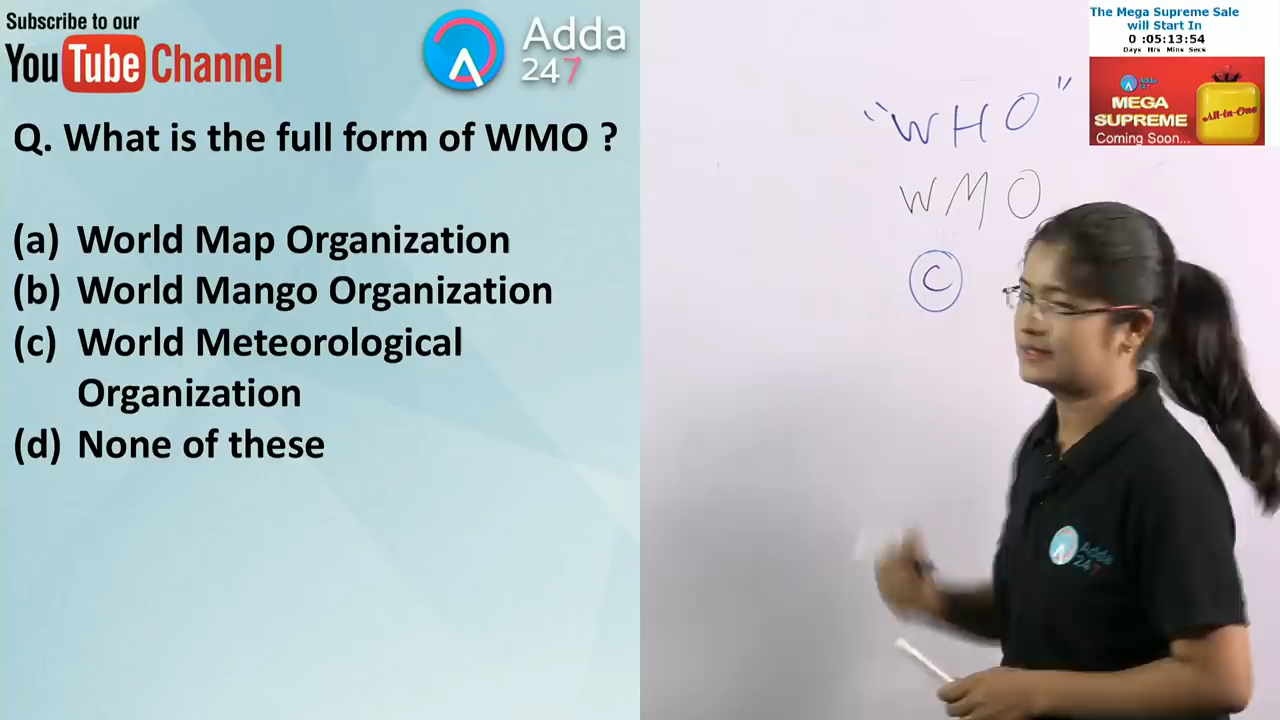 Subscribe to our
YouTube Channel
Adda
247
Q. What is the full form of WMO ?
(a) World Map Organization
(b) World Mango Organization
(c) World Meteorological
Organization
(d) None of these
"WHO"
WMO
C
The Mega Supreme Sale
will Start In
0 :05:13:54
Days Hrs Mins Secs
Adda
247
MEGA
SUPREME
Coming Soon...
All-in-One
Adda
247